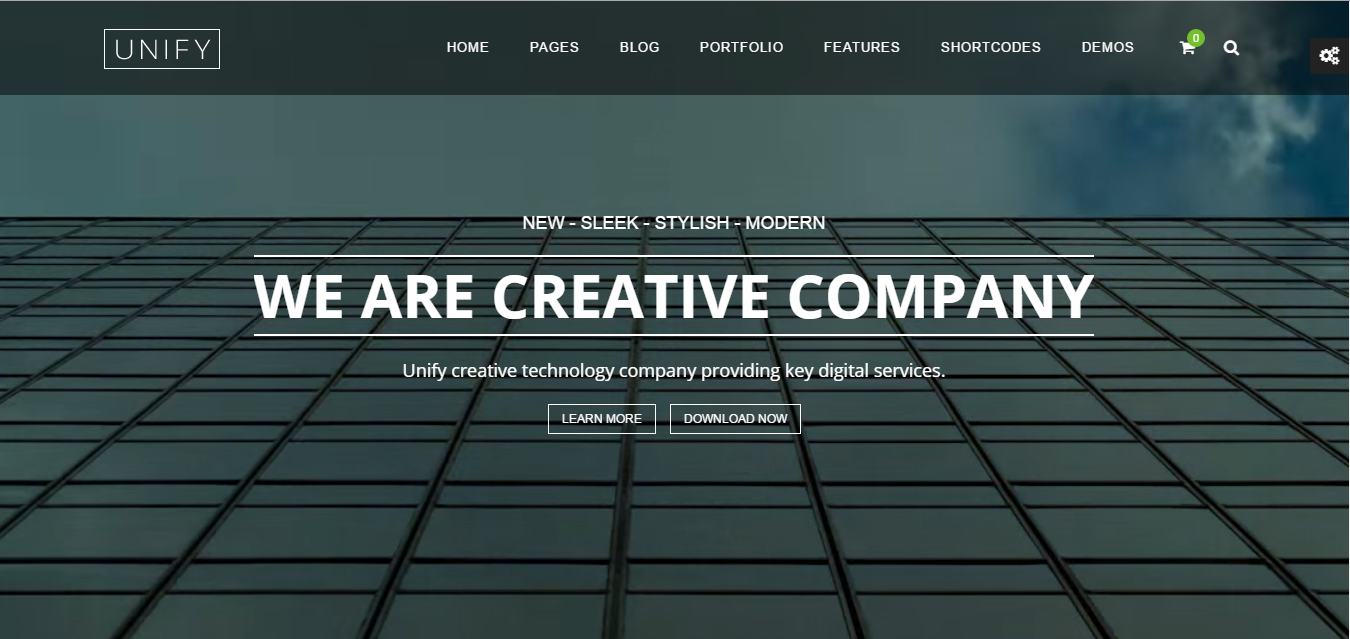 UNIFY
HOME PAGES BLOG PORTFOLIO FEATURES SHORTCODES DEMOS 0
NEW - SLEEK - STYLISH - MODERN
WE ARE CREATIVE COMPANY
Unify creative technology company providing key digital services.
LEARN MORE DOWNLOAD NOW